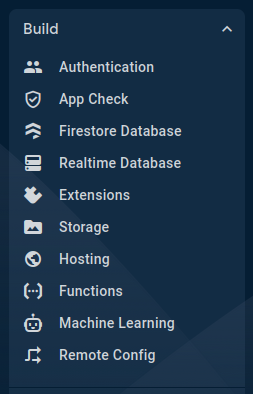 Build
Authentication
App Check
Firestore Database
Realtime Database
Extensions
Storage
Hosting
Functions
Machine Learning
Remote Config